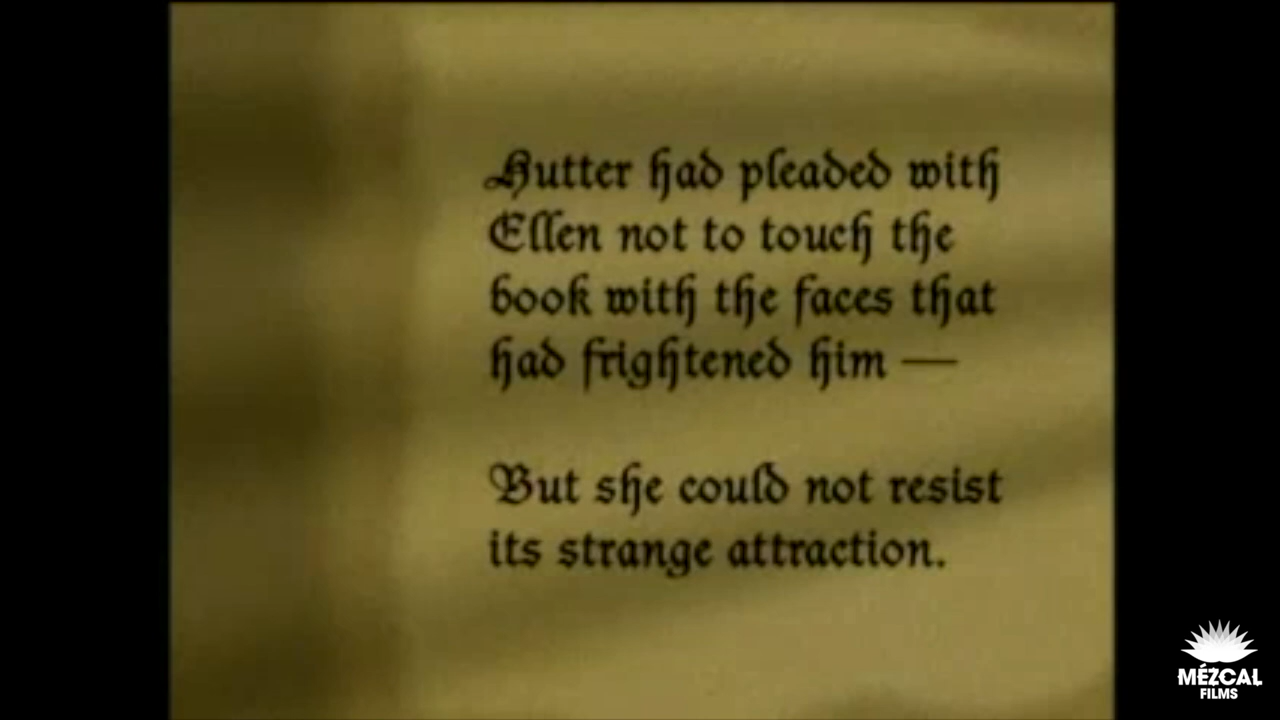 Hutter had pleaded with
Ellen not to touch the
book with the faces that
had frightened him —
But she could not resist
its strange attraction.
MÉZCAL
FILMS